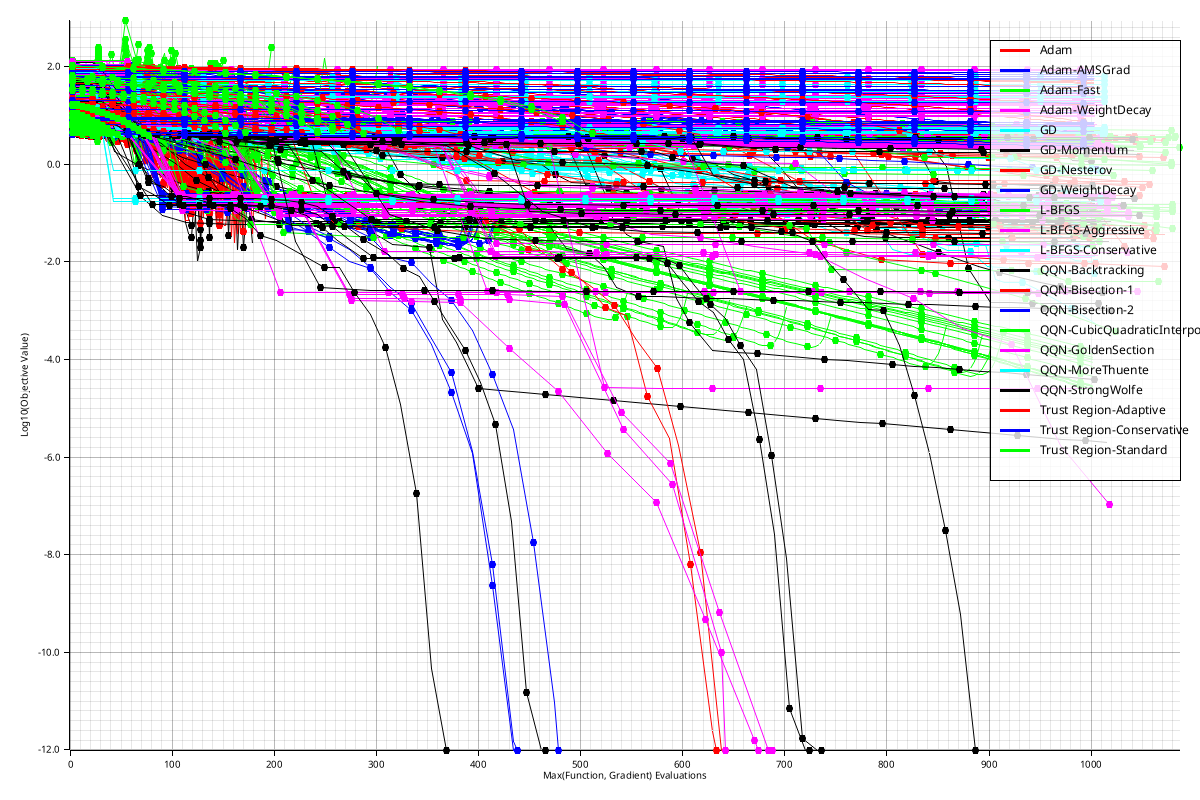 2.0
0.0
-2.0
-4.0
-6.0
-8.0
-10.0
-12.0
Log10(Objective Value)
0 100 200 300 400 500 600 700 800 900 1000
Max(Function, Gradient) Evaluations
Adam
Adam-AMSGrad
Adam-Fast
Adam-WeightDecay
GD
GD-Momentum
GD-Nesterov
GD-WeightDecay
L-BFGS
L-BFGS-Aggressive
L-BFGS-Conservative
QQN-Backtracking
QQN-Bisection-1
QQN-Bisection-2
QQN-CubicQuadraticInterpo
QQN-GoldenSection
QQN-MoreThuente
QQN-StrongWolfe
Trust Region-Adaptive
Trust Region-Conservative
Trust Region-Standard